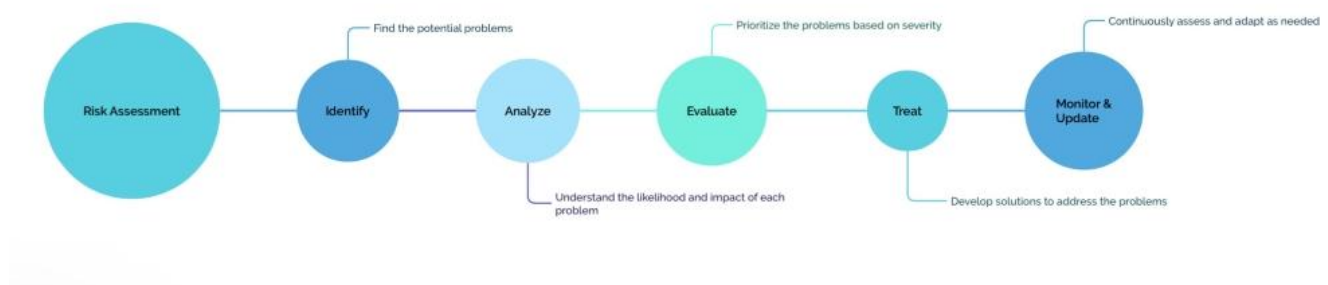 Find the potential problems
Prioritize the problems based on severity
Continuously assess and adapt as needed
Risk Assessment
Identify
Analyze
Evaluate
Treat
Monitor &
Update
Understand the likelihood and impact of each
problem
Develop solutions to address the problems